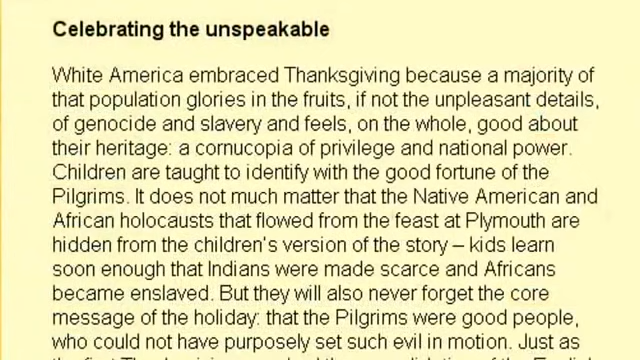 Celebrating the unspeakable
White America embraced Thanksgiving because a majority of
that population glories in the fruits, if not the unpleasant details,
of genocide and slavery and feels, on the whole, good about
their heritage: a cornucopia of privilege and national power.
Children are taught to identify with the good fortune of the
Pilgrims. It does not much matter that the Native American and
African holocausts that flowed from the feast at Plymouth are
hidden from the children's version of the story – kids learn
soon enough that Indians were made scarce and Africans
became enslaved. But they will also never forget the core
message of the holiday: that the Pilgrims were good people,
who could not have purposely set such evil in motion. Just as